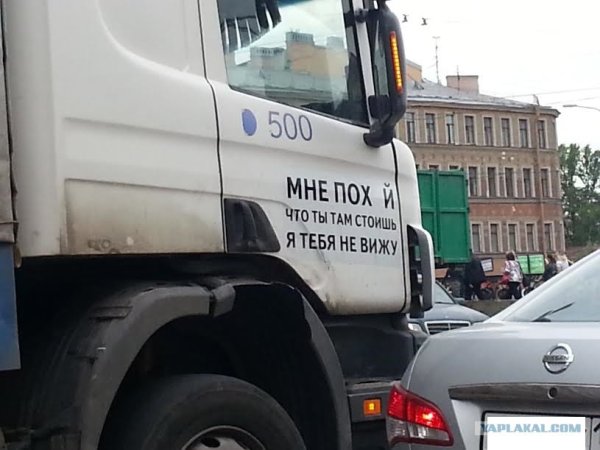 500
МНЕ ПОХ Й
ЧТО ТЫ ТАМ СТОИШЬ
Я ТЕБЯ НЕ ВИЖУ
NISSAN
YAPLAKAL.COM